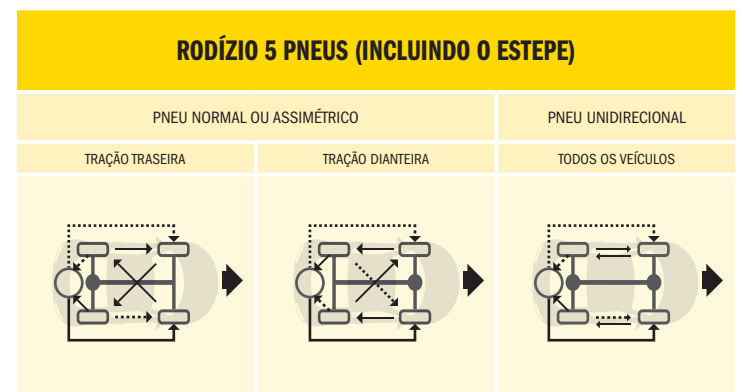 RODÍZIO 5 PNEUS (INCLUINDO O ESTEPE)
PNEU NORMAL OU ASSIMÉTRICO
PNEU UNIDIRECIONAL
TRAÇÃO TRASEIRA
TRAÇÃO DIANTEIRA
TODOS OS VEÍCULOS